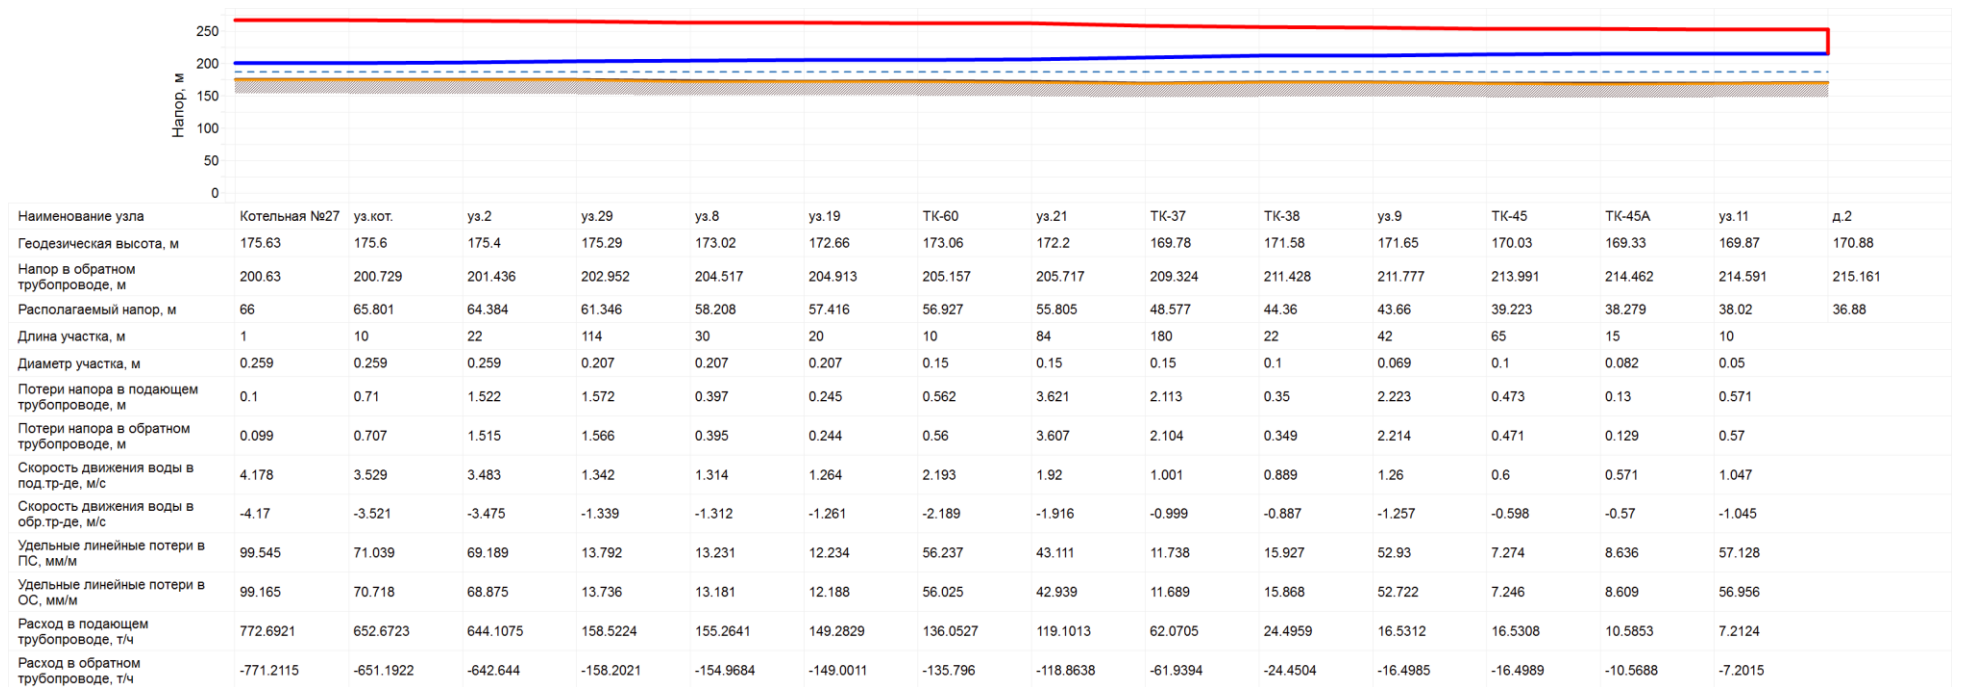 250
200
150
100
50
0
Напор, м
Наименование узла Котельная №27 уз.кот. уз.2 уз.29 уз.8 уз.19 ТК-60 уз.21 ТК-37 ТК-38 уз.9 ТК-45 ТК-45А уз.11 д.2
Геодезическая высота, м 175.63 175.6 175.4 175.29 173.02 172.66 173.06 172.2 169.78 171.58 171.65 170.03 169.33 169.87 170.88
Напор в обратном
трубопроводе, м 200.63 200.729 201.436 202.952 204.517 204.913 205.157 205.717 209.324 211.428 211.777 213.991 214.462 214.591 215.161
Располагаемый напор, м 66 65.801 64.384 61.346 58.208 57.416 56.927 55.805 48.577 44.36 43.66 39.223 38.279 38.02 36.88
Длина участка, м 1 10 22 114 30 20 10 84 180 22 42 65 15 10
Диаметр участка, м 0.259 0.259 0.259 0.207 0.207 0.207 0.15 0.15 0.15 0.1 0.069 0.1 0.082 0.05
Потери напора в подающем
трубопроводе, м 0.1 0.71 1.522 1.572 0.397 0.245 0.562 3.621 2.113 0.35 2.223 0.473 0.13 0.571
Потери напора в обратном
трубопроводе, м 0.099 0.707 1.515 1.566 0.395 0.244 0.56 3.607 2.104 0.349 2.214 0.471 0.129 0.57
Скорость движения воды в
под.тр-де, м/с 4.178 3.529 3.483 1.342 1.314 1.264 2.193 1.92 1.001 0.889 1.26 0.6 0.571 1.047
Скорость движения воды в
обр.тр-де, м/с -4.17 -3.521 -3.475 -1.339 -1.312 -1.261 -2.189 -1.916 -0.999 -0.887 -1.257 -0.598 -0.57 -1.045
Удельные линейные потери в
ПС, мм/м 99.545 71.039 69.189 13.792 13.231 12.234 56.237 43.111 11.738 15.927 52.93 7.274 8.636 57.128
Удельные линейные потери в
ОС, мм/м 99.165 70.718 68.875 13.736 13.181 12.188 56.025 42.939 11.689 15.868 52.722 7.246 8.609 56.956
Расход в подающем
трубопроводе, т/ч 772.6921 652.6723 644.1075 158.5224 155.2641 149.2829 136.0527 119.1013 62.0705 24.4959 16.5312 16.5308 10.5853 7.2124
Расход в обратном
трубопроводе, т/ч -771.2115 -651.1922 -642.644 -158.2021 -154.9684 -149.0011 -135.796 -118.8638 -61.9394 -24.4504 -16.4985 -16.4989 -10.5688 -7.2015